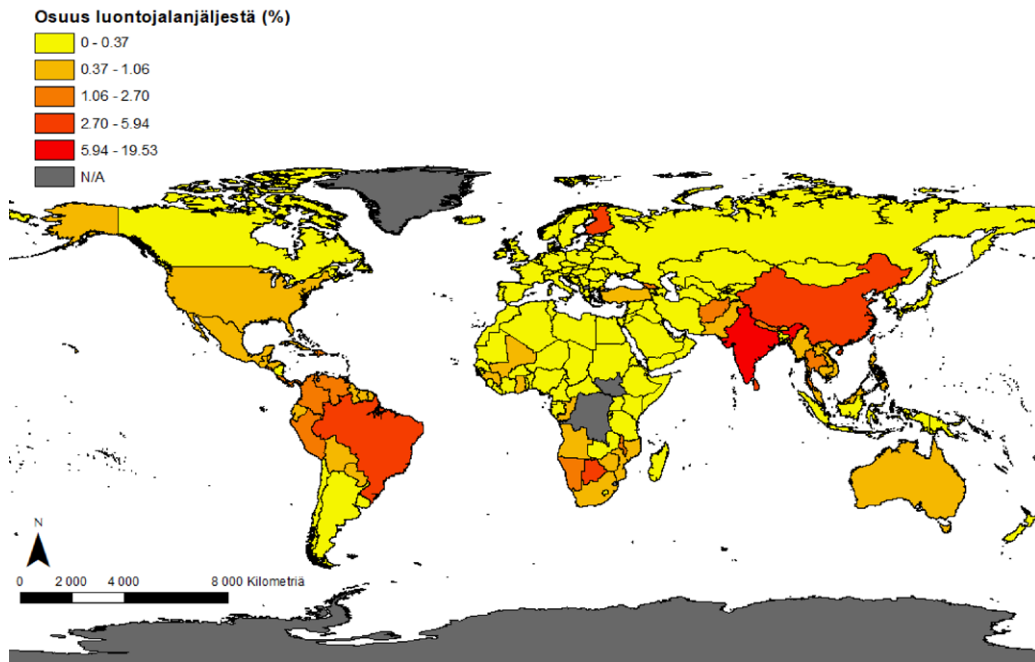 Osuus luontojalanjäljestä (%)
0 - 0.37
0.37 - 1.06
1.06 - 2.70
2.70 - 5.94
5.94 - 19.53
N/A
N
0 2 000 4 000 8 000 Kilometriä